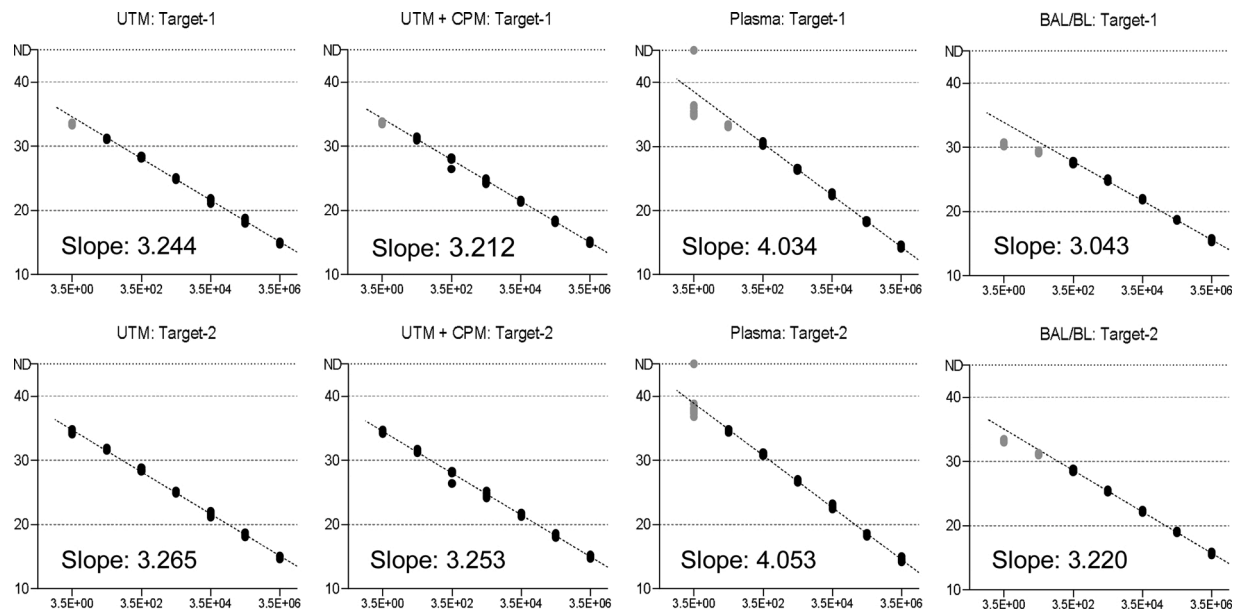 UTM: Target-1
ND
40
30
20
10
Slope: 3.244
3.5E+00 3.5E+02 3.5E+04 3.5E+06
UTM + CPM: Target-1
ND
40
30
20
10
Slope: 3.212
3.5E+00 3.5E+02 3.5E+04 3.5E+06
Plasma: Target-1
ND
40
30
20
10
Slope: 4.034
3.5E+00 3.5E+02 3.5E+04 3.5E+06
BAL/BL: Target-1
ND
40
30
20
10
Slope: 3.043
3.5E+00 3.5E+02 3.5E+04 3.5E+06
UTM: Target-2
ND
40
30
20
10
Slope: 3.265
3.5E+00 3.5E+02 3.5E+04 3.5E+06
UTM + CPM: Target-2
ND
40
30
20
10
Slope: 3.253
3.5E+00 3.5E+02 3.5E+04 3.5E+06
Plasma: Target-2
ND
40
30
20
10
Slope: 4.053
3.5E+00 3.5E+02 3.5E+04 3.5E+06
BAL/BL: Target-2
ND
40
30
20
10
Slope: 3.220
3.5E+00 3.5E+02 3.5E+04 3.5E+06